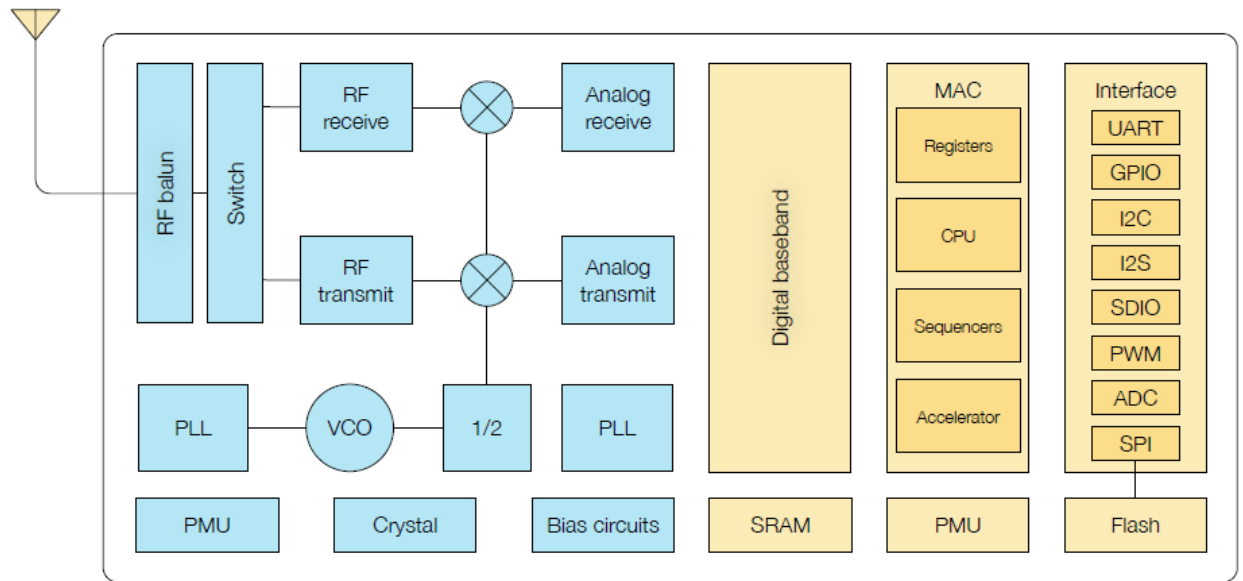 RF balun
Switch
RF
receive
Analog
receive
RF
transmit
Analog
transmit
PLL
VCO
1/2
PLL
PMU
Crystal
Bias circuits
Digital baseband
SRAM
MAC
Registers
CPU
Sequencers
Accelerator
PMU
Interface
UART
GPIO
I2C
I2S
SDIO
PWM
ADC
SPI
Flash